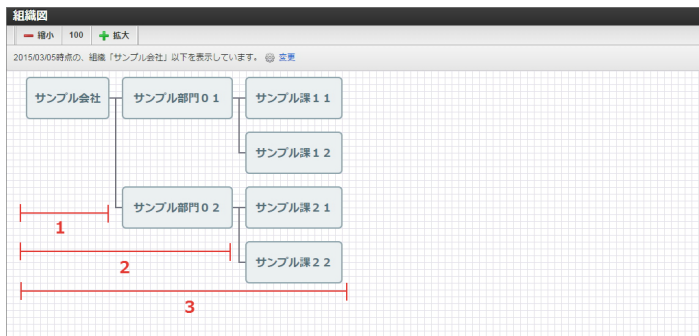 組織図
縮小 100 拡大
2015/03/05時点の、組織「サンプル会社」以下を表示しています。 変更
サンプル会社 サンプル部門０１ サンプル課１１
サンプル課１２
サンプル部門０２ サンプル課２１
1
サンプル課２２
2
3